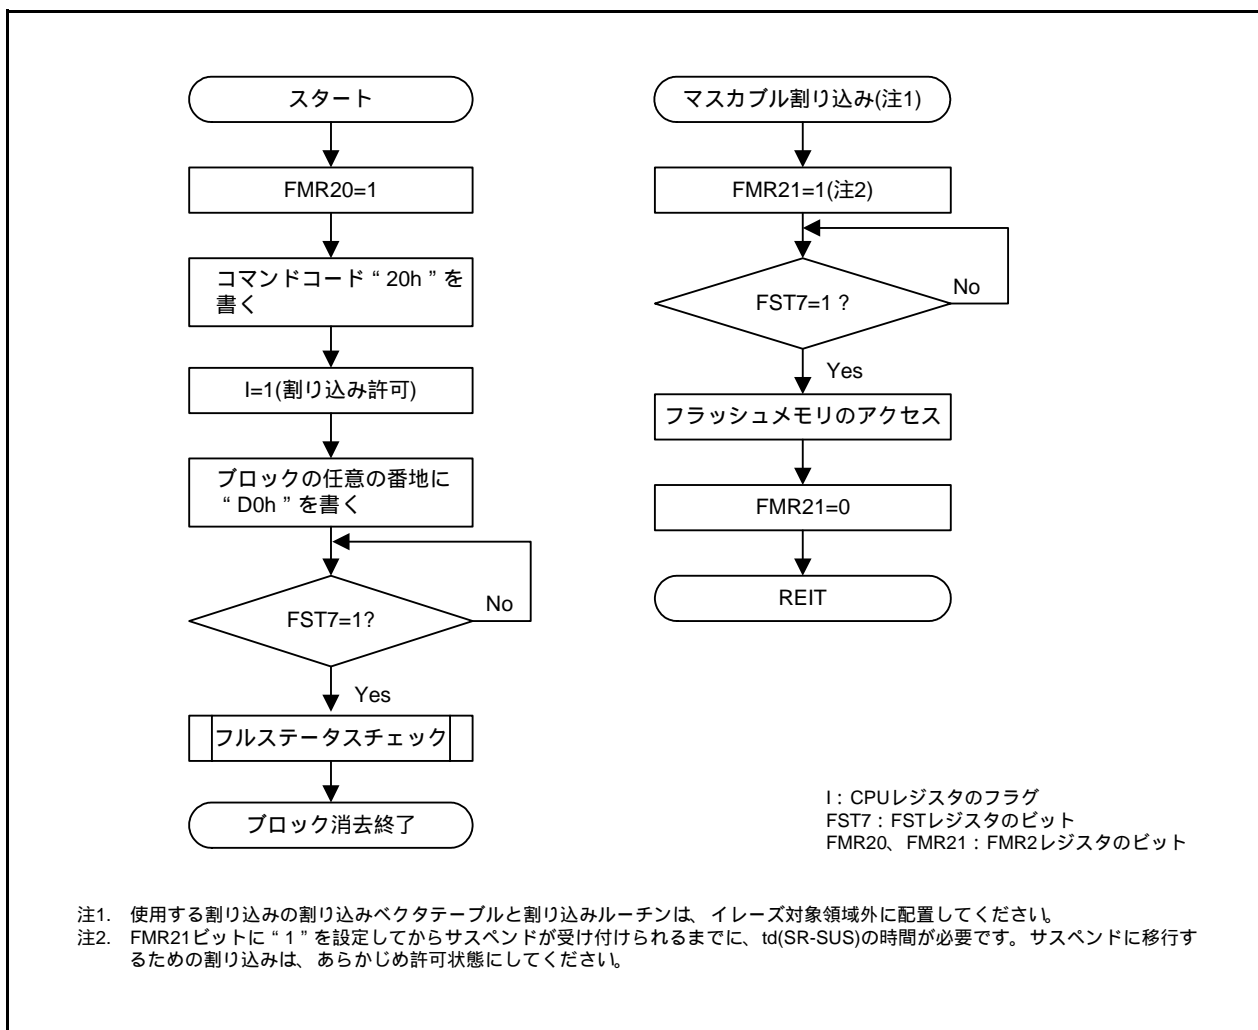 スタート
FMR20=1
コマンドコード“20h”を
書く
I=1(割り込み許可)
ブロックの任意の番地に
“D0h”を書く
FST7=1?
No
Yes
フルステータスチェック
ブロック消去終了
マスカブル割り込み(注1)
FMR21=1(注2)
FST7=1 ?
No
Yes
フラッシュメモリのアクセス
FMR21=0
REIT
I : CPUレジスタのフラグ
FST7 : FSTレジスタのビット
FMR20、FMR21 : FMR2レジスタのビット
注1. 使用する割り込みの割り込みベクタテーブルと割り込みルーチンは、イレーズ対象領域外に配置してください。
注2. FMR21ビットに“1”を設定してからサスペンドが受け付けられるまでに、td(SR-SUS)の時間が必要です。サスペンドに移行す
るための割り込みは、あらかじめ許可状態にしてください。